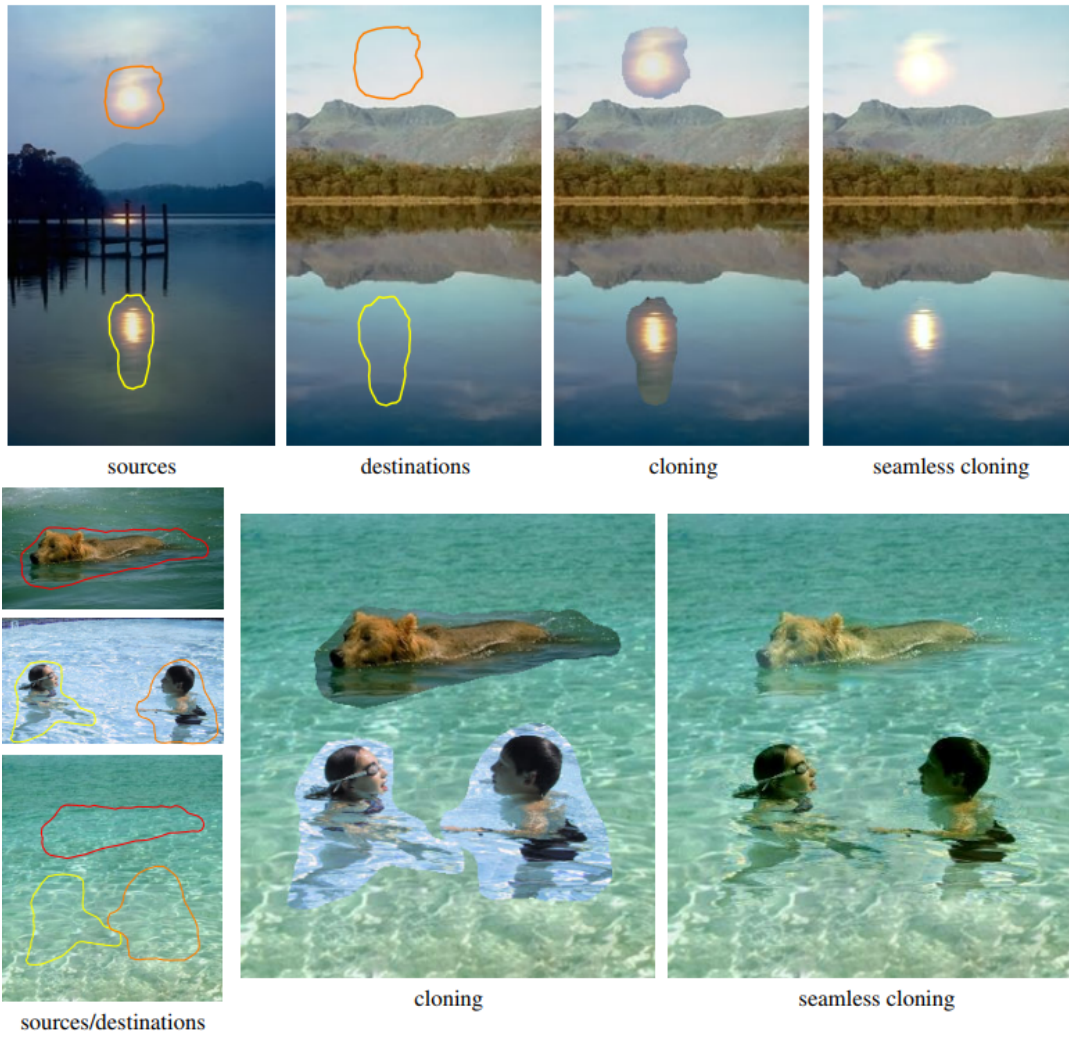 sources
destinations
cloning
seamless cloning
cloning
seamless cloning
sources/destinations